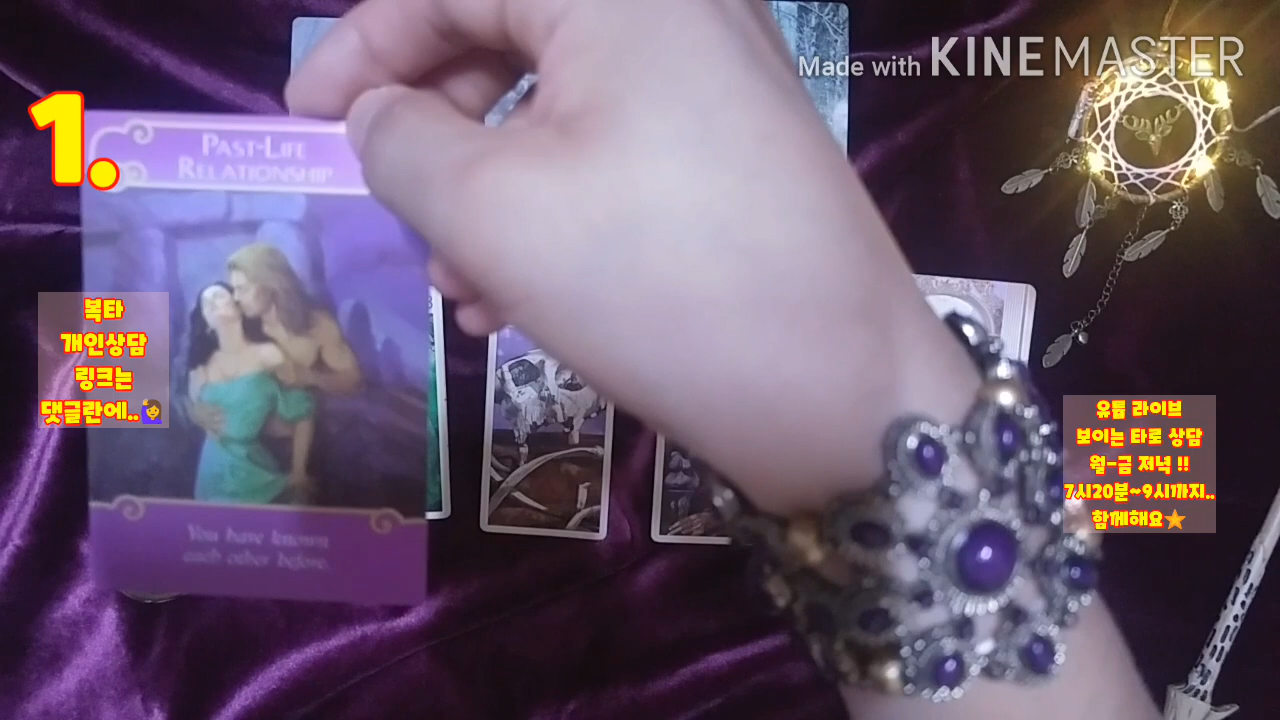 Made with KINEMASTER
1.
PAST-LIFE
RELATIONSHIP
You have known
each other before.
복타
개인상담
링크는
댓글란에..🙋‍♀️
유튭 라이브
보이는 타로 상담
월-금 저녁 !!
7시20분~9시까지..
함께해요⭐